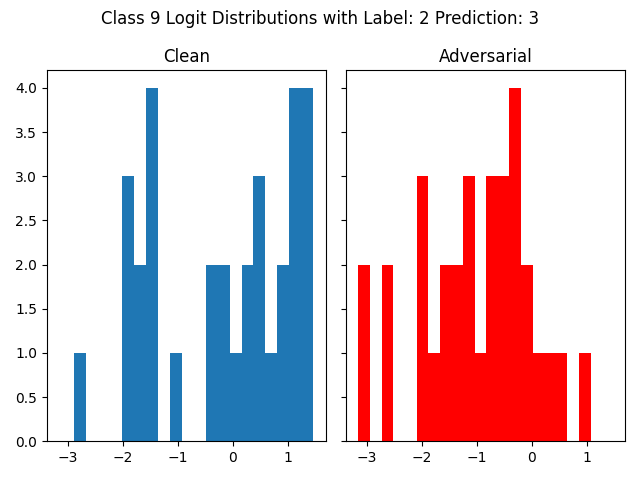 Class 9 Logit Distributions with Label: 2 Prediction: 3
Clean
Adversarial
4.0
3.5
3.0
2.5
2.0
1.5
1.0
0.5
0.0
−3 −2 −1 0 1
−3 −2 −1 0 1